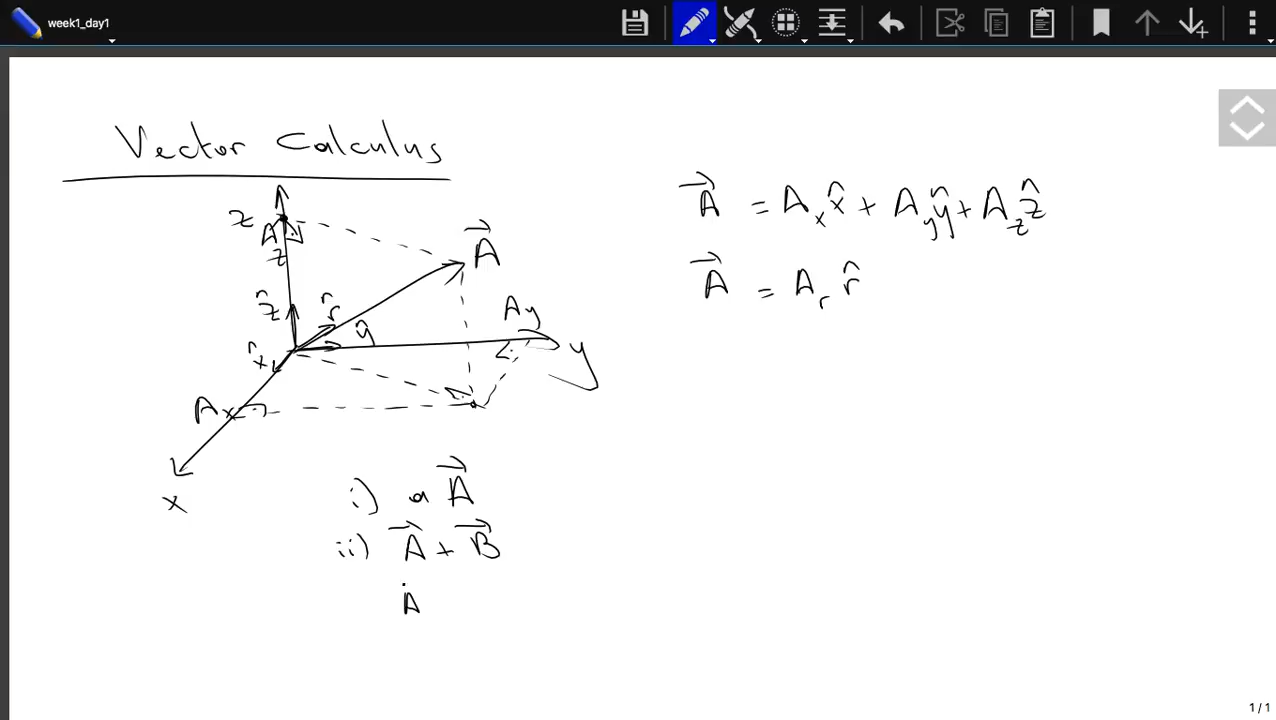 week1_day1
Vector Calculus
z
A⃗
A_z
ẑ
r̂
ŷ
A_y
y
x̂
A_x
x
A⃗ = A_x x̂ + A_y ŷ + A_z ẑ
A⃗ = A_r r̂
i) a A⃗
ii) A⃗ + B⃗
A
1/1